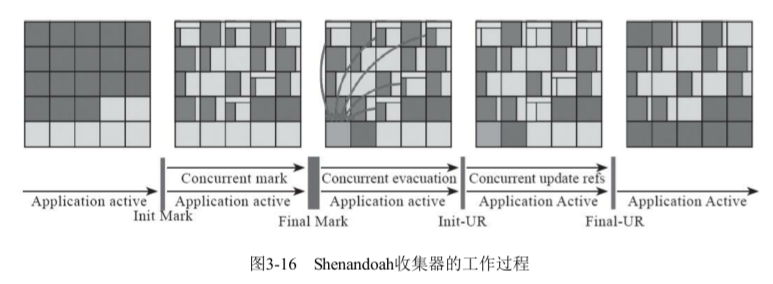 Concurrent mark
Concurrent evacuation
Concurrent update refs
Application active
Application active
Application active
Application Active
Application Active
Init Mark
Final Mark
Init-UR
Final-UR
图3-16 Shenandoah收集器的工作过程